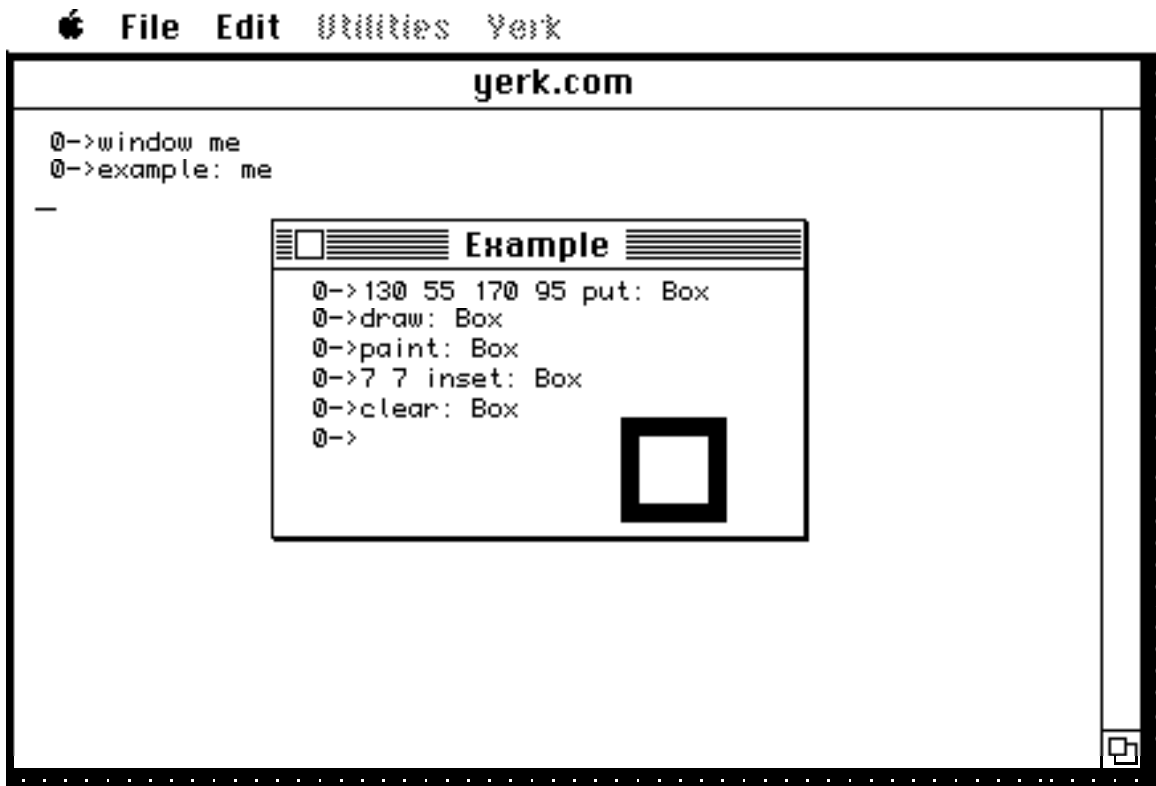 File Edit Utilities Yerk
yerk.com
0->window me
0->example: me
Example
0->130 55 170 95 put: Box
0->draw: Box
0->paint: Box
0->7 7 inset: Box
0->clear: Box
0->